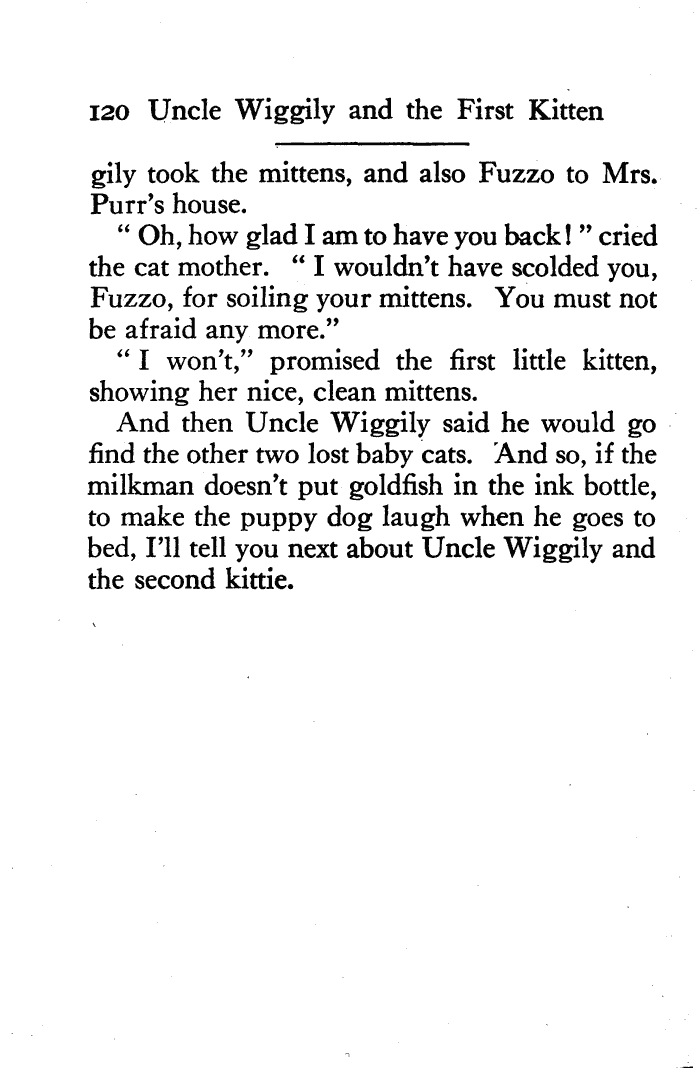 120 Uncle Wiggily and the First Kitten
gily took the mittens, and also Fuzzo to Mrs.
Purr's house.
" Oh, how glad I am to have you back! " cried
the cat mother. " I wouldn't have scolded you,
Fuzzo, for soiling your mittens. You must not
be afraid any more."
" I won't," promised the first little kitten,
showing her nice, clean mittens.
And then Uncle Wiggily said he would go
find the other two lost baby cats. And so, if the
milkman doesn't put goldfish in the ink bottle,
to make the puppy dog laugh when he goes to
bed, I'll tell you next about Uncle Wiggily and
the second kittie.